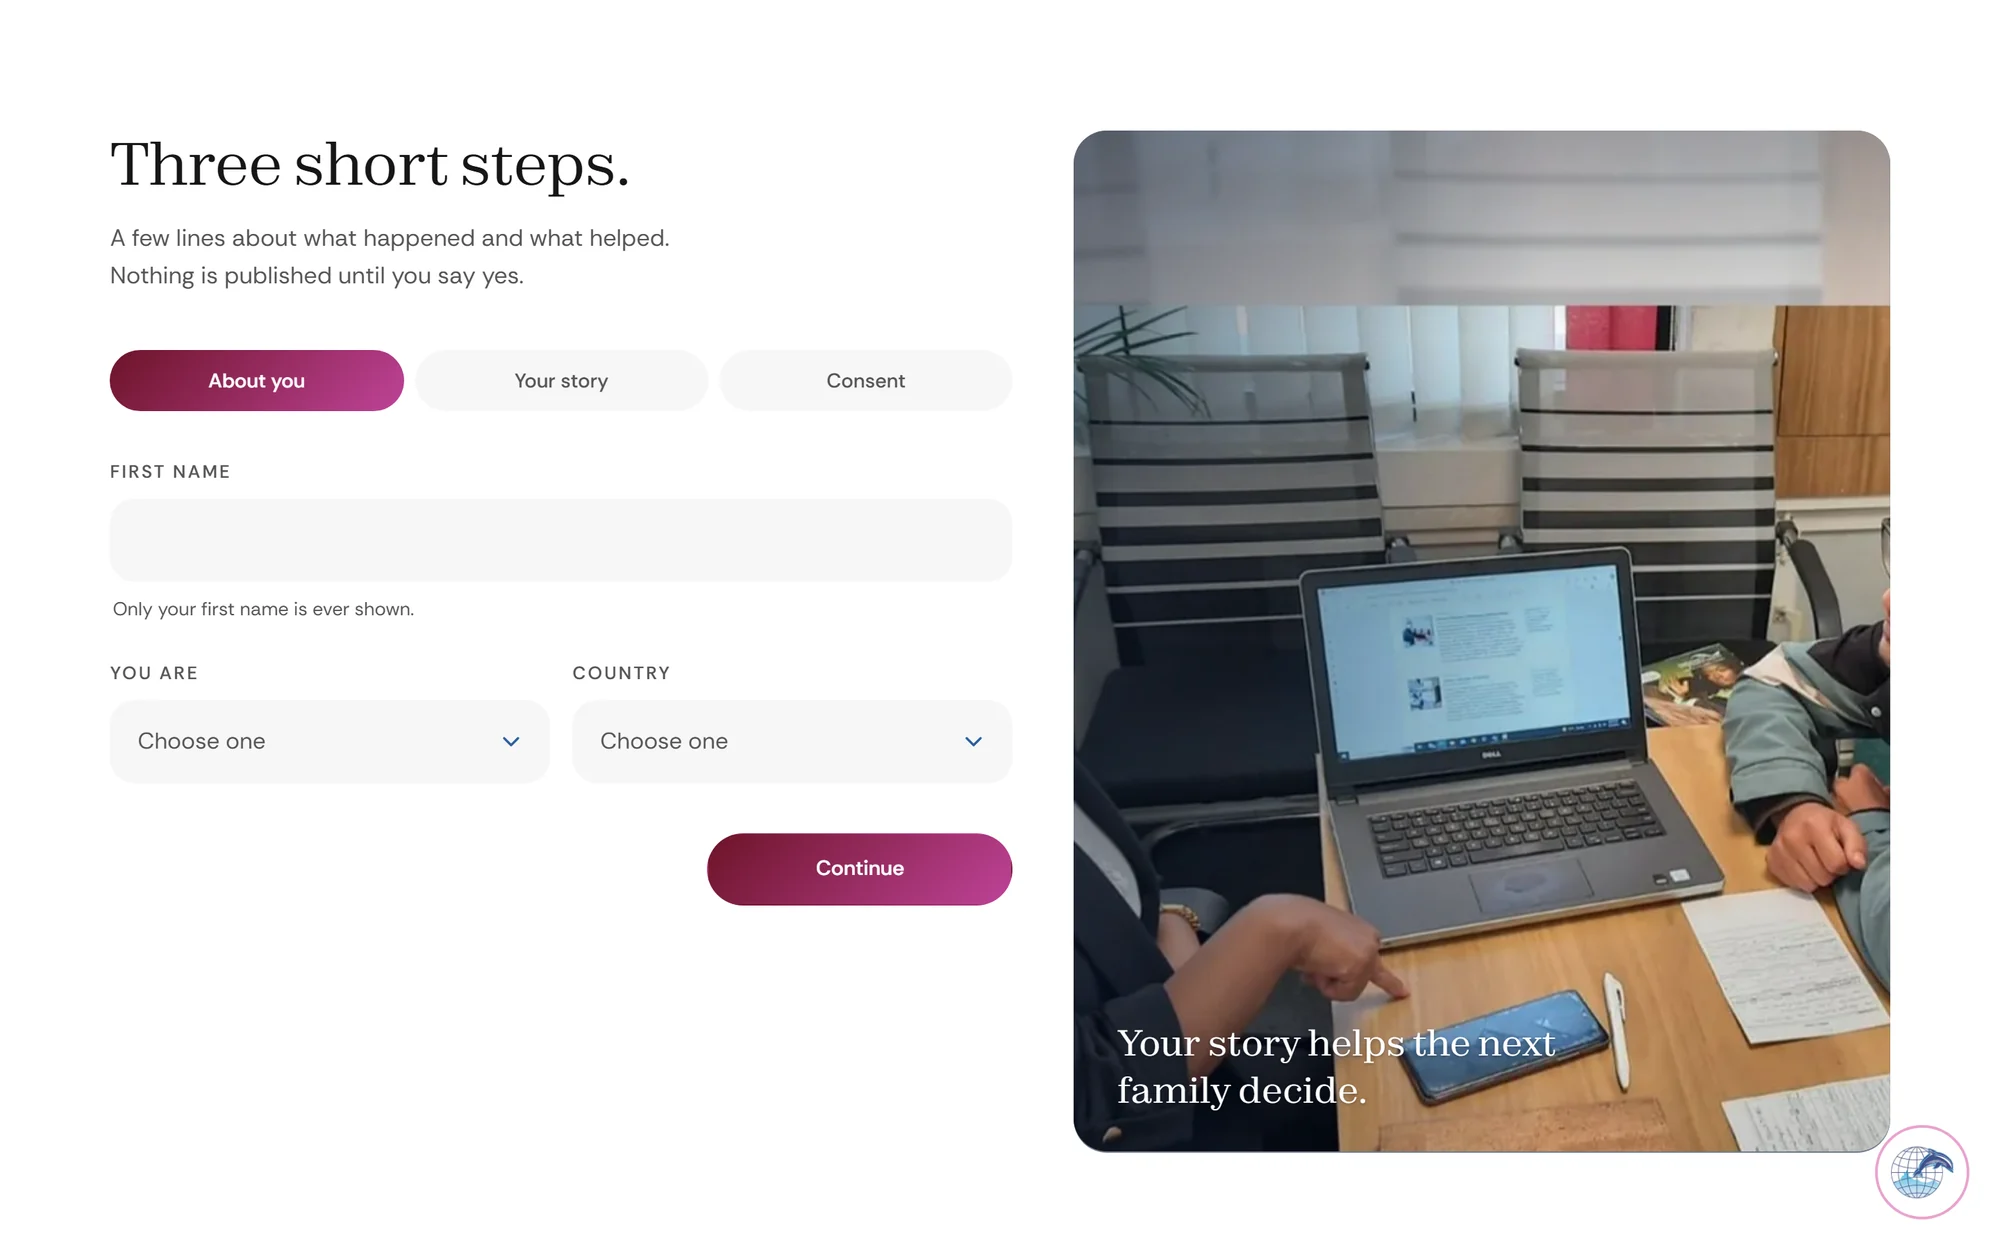 Three short steps.
A few lines about what happened and what helped.
Nothing is published until you say yes.
About you
Your story
Consent
FIRST NAME
Only your first name is ever shown.
YOU ARE
COUNTRY
Choose one
Choose one
Continue
DELL
Your story helps the next
family decide.